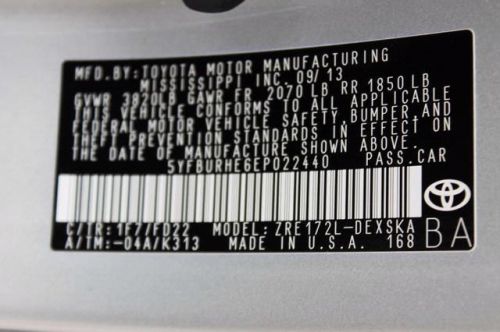 MFD. BY: TOYOTA MOTOR MANUFACTURING
MISSISSIPPI INC. 09/13
GVWR 3820LB GAWR FR 2070 LB RR 1850 LB
THIS VEHICLE CONFORMS TO ALL APPLICABLE
FEDERAL MOTOR VEHICLE SAFETY, BUMPER, AND
THEFT PREVENTION STANDARDS IN EFFECT ON
THE DATE OF MANUFACTURE SHOWN ABOVE.
5YFBURHE6EP022440 PASS. CAR
C/TR: 1F7/FD22 MODEL: ZRE172L-DEXSKA
A/TM: -04A/K313 MADE IN U.S.A. 168 BA